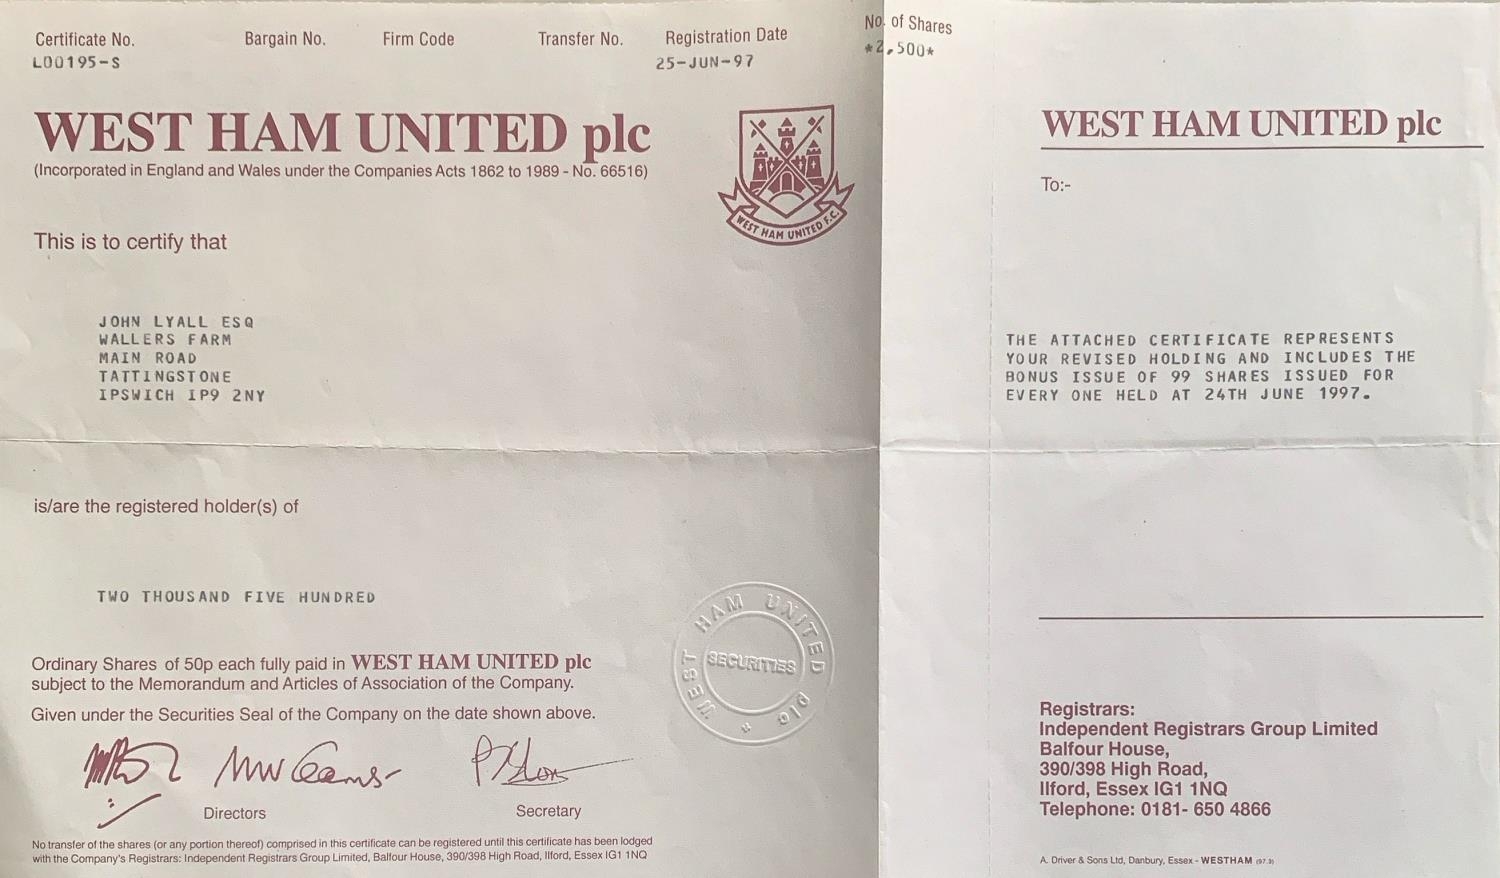 Certificate No.
L00195-S
Bargain No.
Firm Code
Transfer No.
Registration Date
25-JUN-97
No. of Shares
*2,500*
WEST HAM UNITED plc
(Incorporated in England and Wales under the Companies Acts 1862 to 1989 - No. 66516)
WEST HAM UNITED F.C.
This is to certify that
JOHN LYALL ESQ
WALLERS FARM
MAIN ROAD
TATTINGSTONE
IPSWICH IP9 2NY
is/are the registered holder(s) of
TWO THOUSAND FIVE HUNDRED
Ordinary Shares of 50p each fully paid in WEST HAM UNITED plc
subject to the Memorandum and Articles of Association of the Company.
Given under the Securities Seal of the Company on the date shown above.
WEST HAM UNITED plc
SECURITIES
Directors
Secretary
No transfer of the shares (or any portion thereof) comprised in this certificate can be registered until this certificate has been lodged
with the Company's Registrars: Independent Registrars Group Limited, Balfour House, 390/398 High Road, Ilford, Essex IG1 1NQ
WEST HAM UNITED plc
To:-
THE ATTACHED CERTIFICATE REPRESENTS
YOUR REVISED HOLDING AND INCLUDES THE
BONUS ISSUE OF 99 SHARES ISSUED FOR
EVERY ONE HELD AT 24TH JUNE 1997.
Registrars:
Independent Registrars Group Limited
Balfour House,
390/398 High Road,
Ilford, Essex IG1 1NQ
Telephone: 0181- 650 4866
A. Driver & Sons Ltd, Danbury, Essex - WESTHAM (97.3)